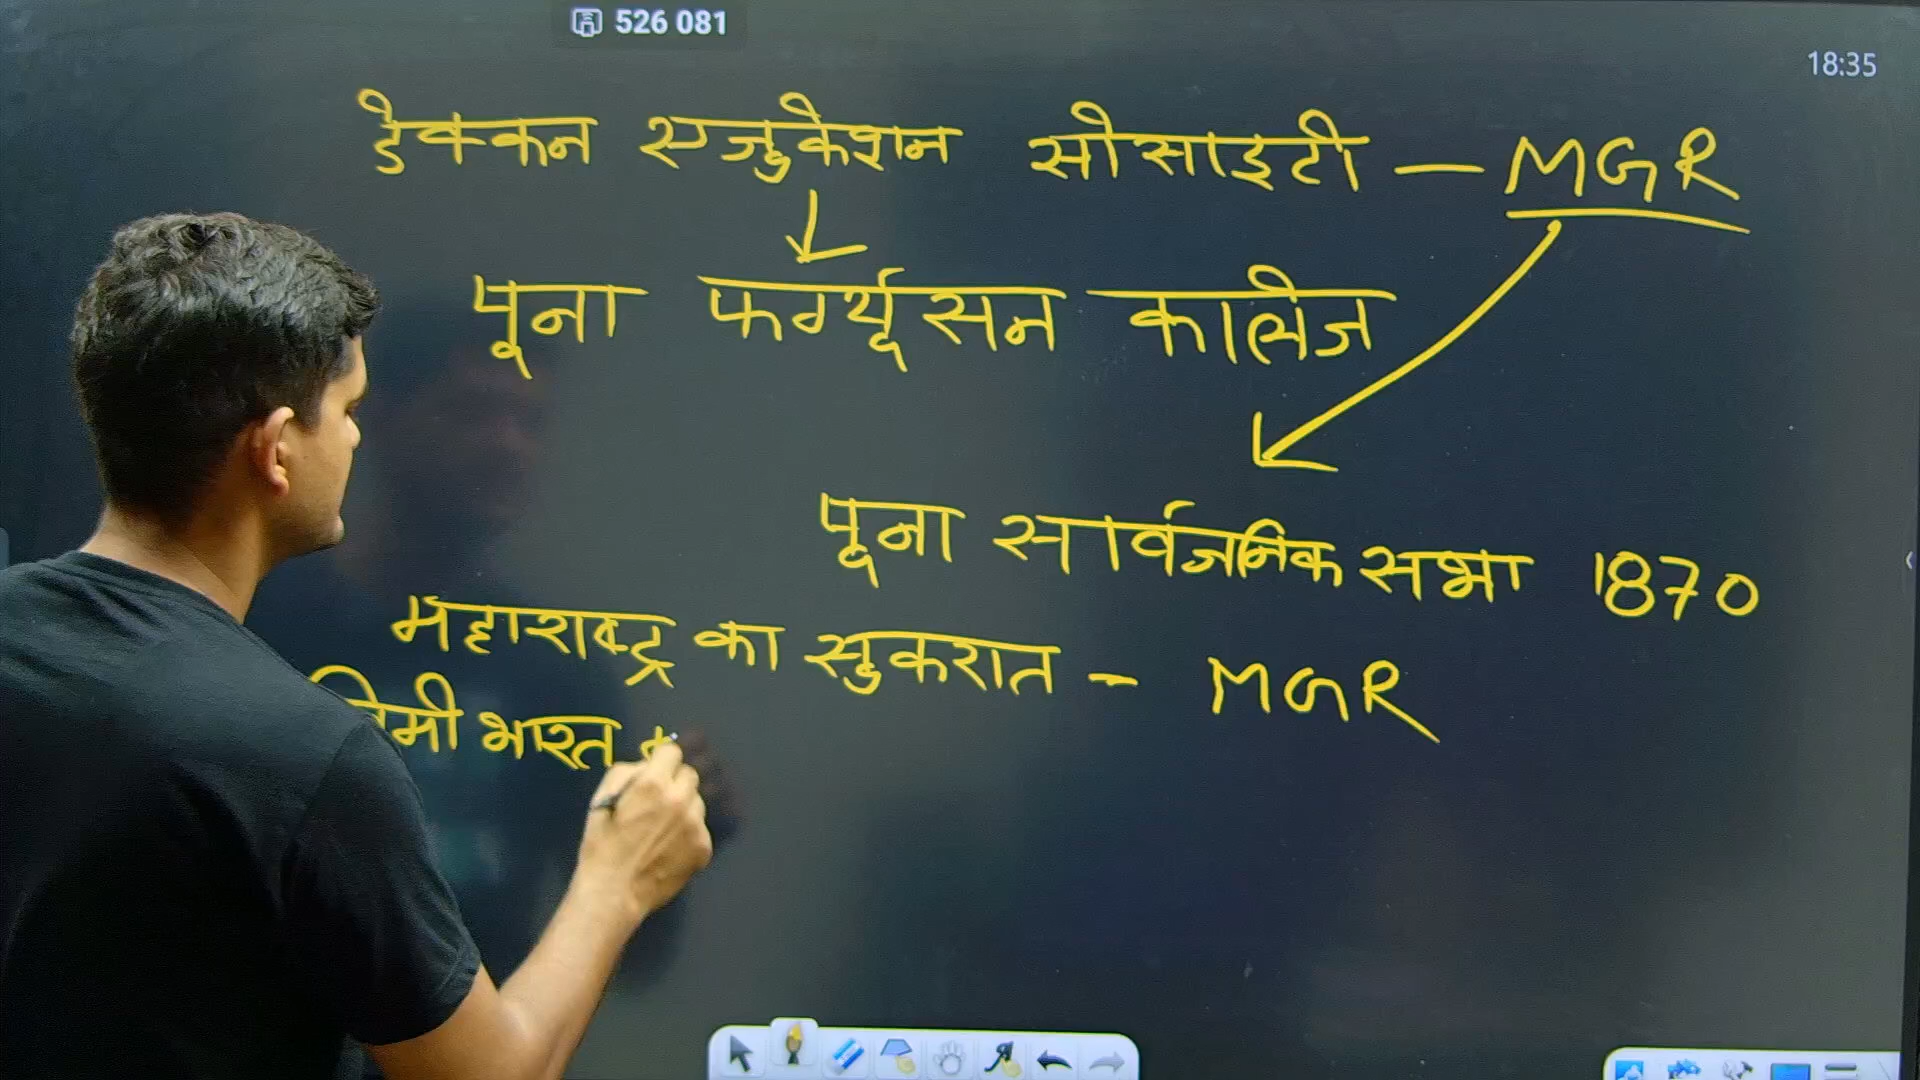 526 081
18:35
डेक्कन एजुकेशन सोसाइटी – MGR
पूना फर्ग्यूसन कालेज
पूना सार्वजनिक सभा 1870
महाराष्ट्र का सुकरात – MGR
भारत